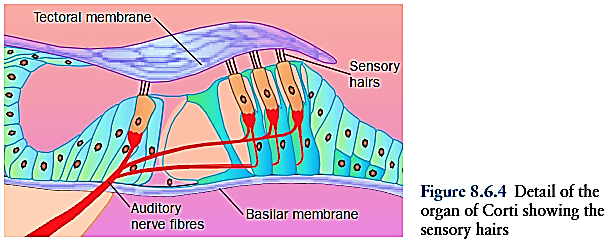 Tectoral membrane
Sensory
hairs
Auditory
nerve fibres
Basilar membrane
Figure 8.6.4 Detail of the
organ of Corti showing the
sensory hairs